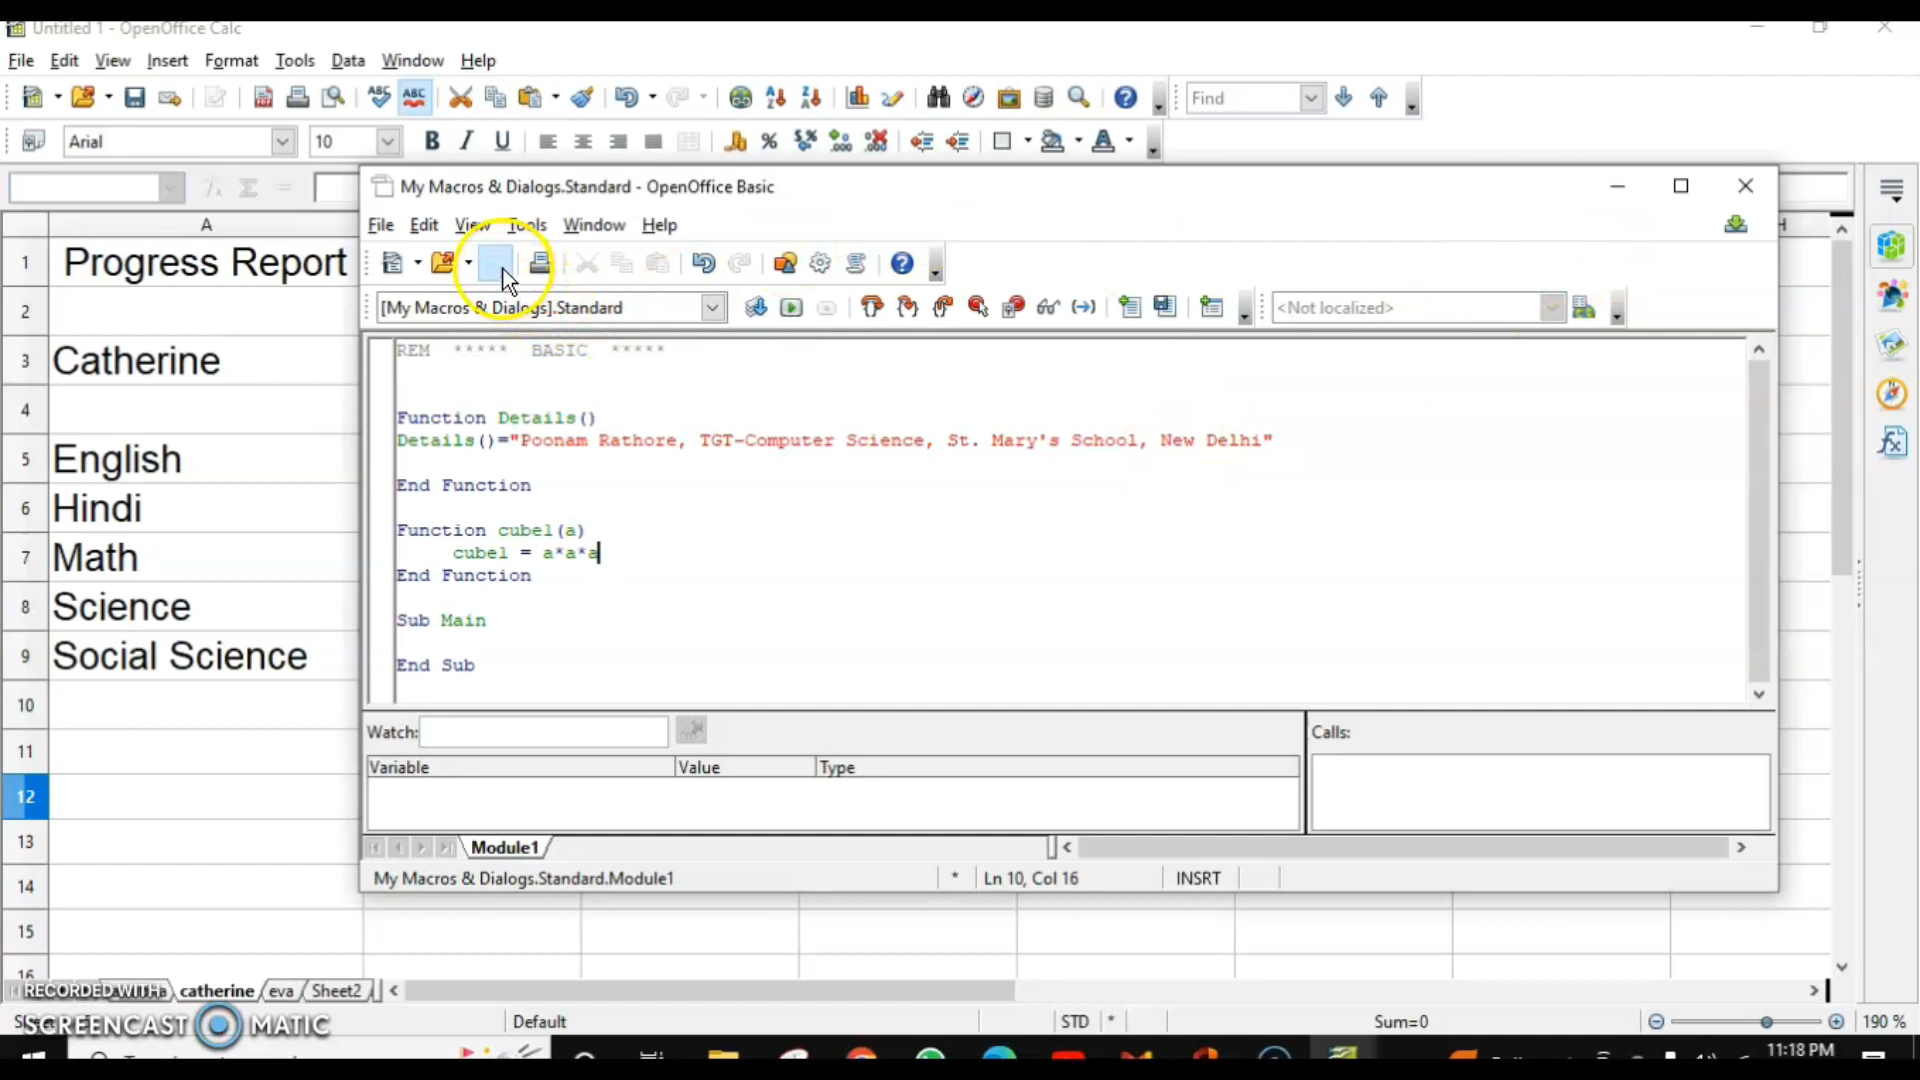 Untitled 1 - OpenOffice Calc
File Edit View Insert Format Tools Data Window Help
ABC ABC Find
Arial 10 B I U
My Macros & Dialogs.Standard - OpenOffice Basic
File Edit View Tools Window Help
[My Macros & Dialogs].Standard <Not localized>
A H
1 Progress Report
2
3 Catherine
4
5 English
6 Hindi
7 Math
8 Science
9 Social Science
10
11
12
13
14
15
16
REM ***** BASIC *****
Function Details()
Details()="Poonam Rathore, TGT-Computer Science, St. Mary's School, New Delhi"
End Function
Function cubel(a)
cubel = a*a*a
End Function
Sub Main
End Sub
Watch: Calls:
Variable Value Type
Module1
My Macros & Dialogs.Standard.Module1 * Ln 10, Col 16 INSRT
RECORDED WITH catherine eva Sheet2
SCREENCAST MATIC Default STD * Sum=0 190 %
11:18 PM